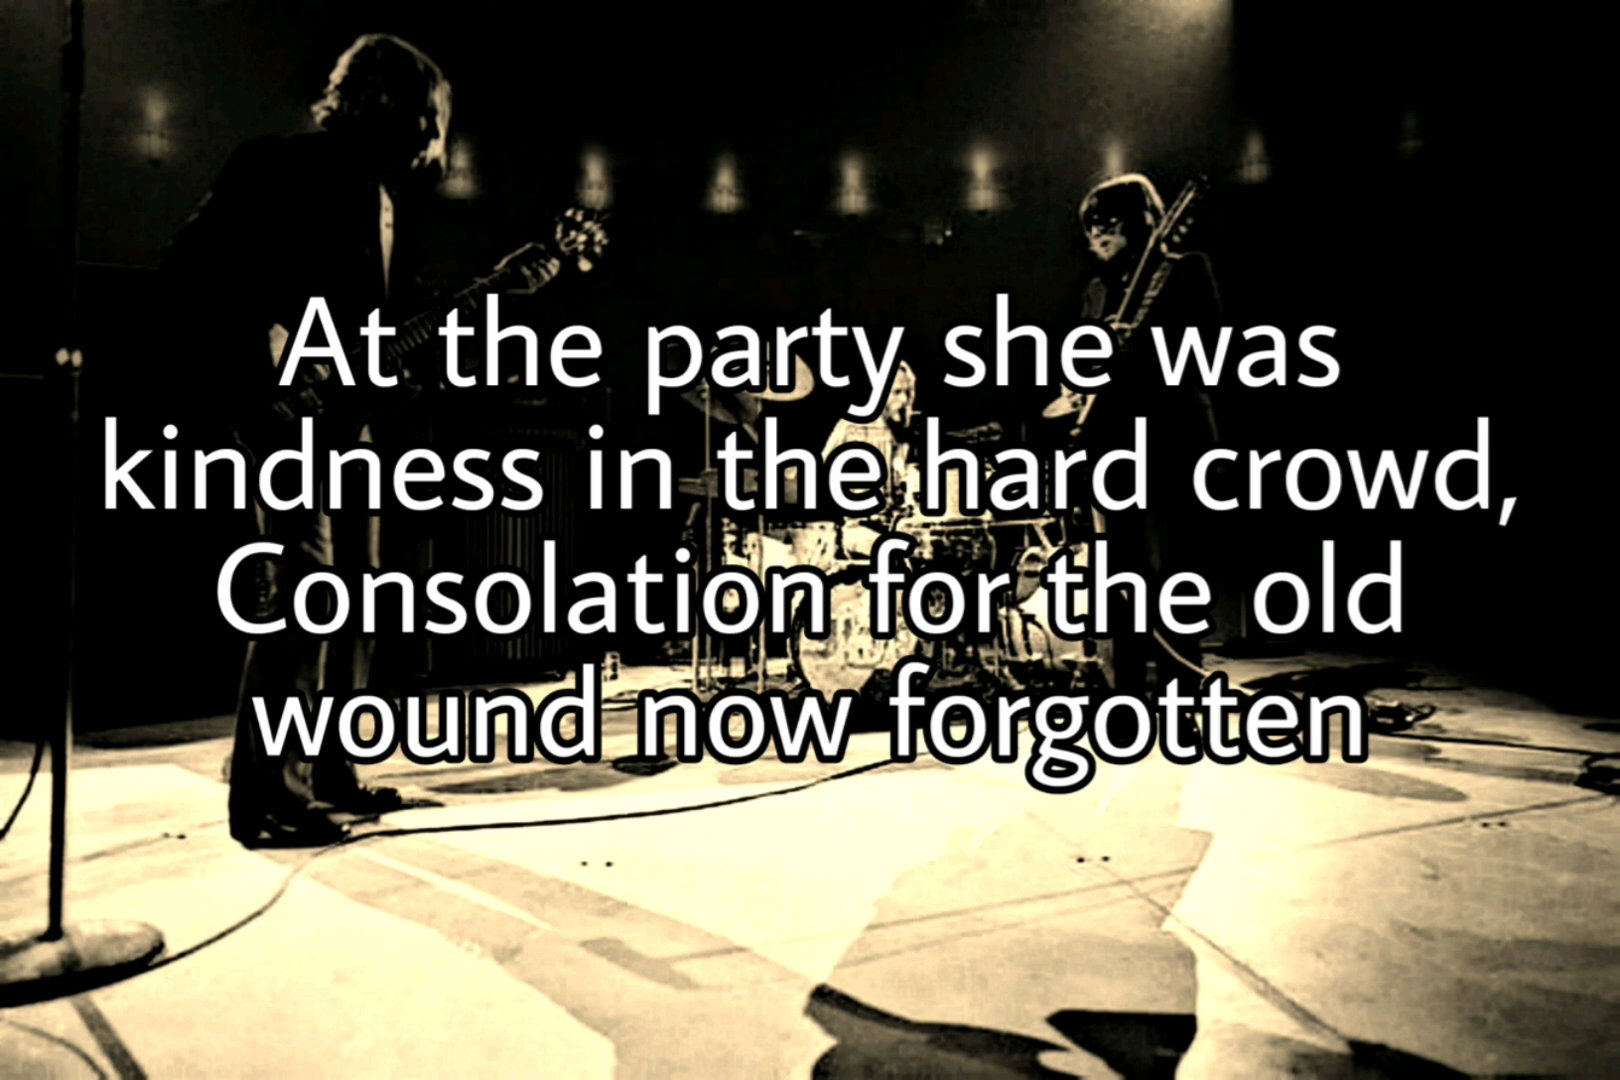 At the party she was
kindness in the hard crowd,
Consolation for the old
wound now forgotten